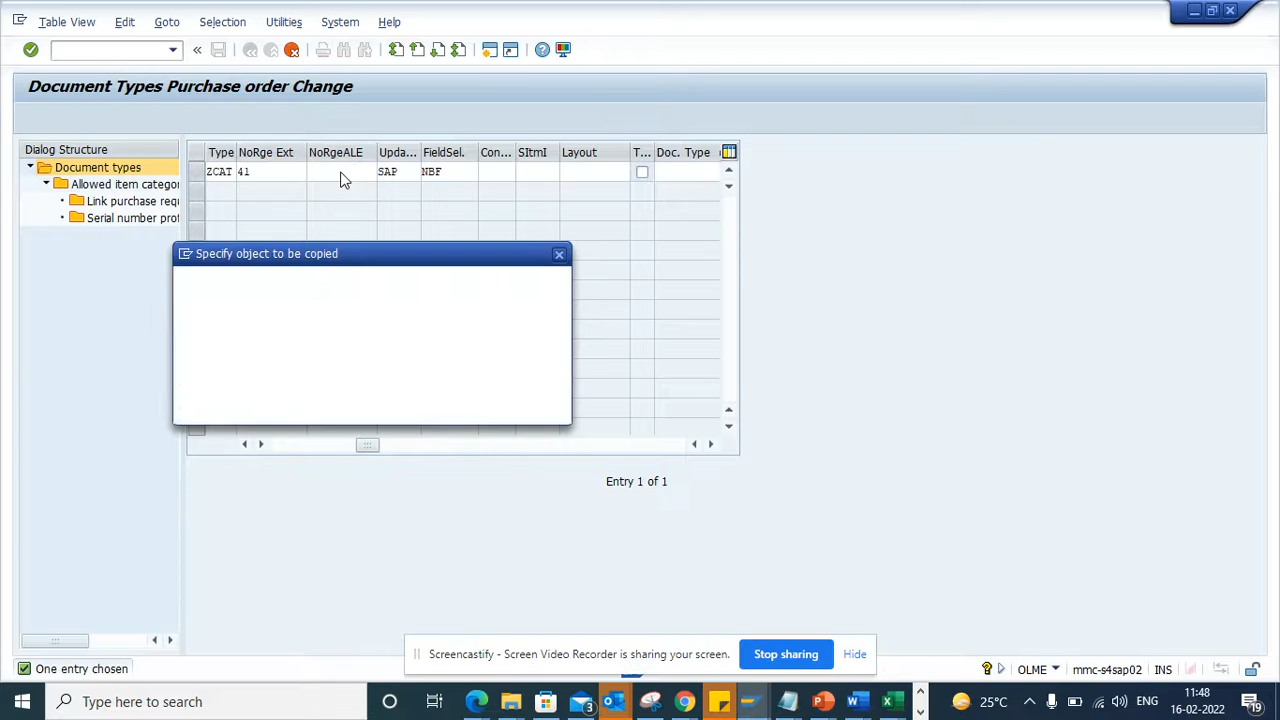 Table View Edit Goto Selection Utilities System Help
Document Types Purchase order Change
Dialog Structure
Document types
Allowed item catego
Link purchase requ
Serial number prof
Type NoRge Ext NoRgeALE Upda... FieldSel. Con... SItmI Layout T... Doc. Type
ZCAT 41 SAP NBF
Specify object to be copied
Entry 1 of 1
Screencastify - Screen Video Recorder is sharing your screen. Stop sharing Hide
One entry chosen
OLME mmc-s4sap02 INS
Type here to search
3
25°C
ENG
11:48
16-02-2022
19